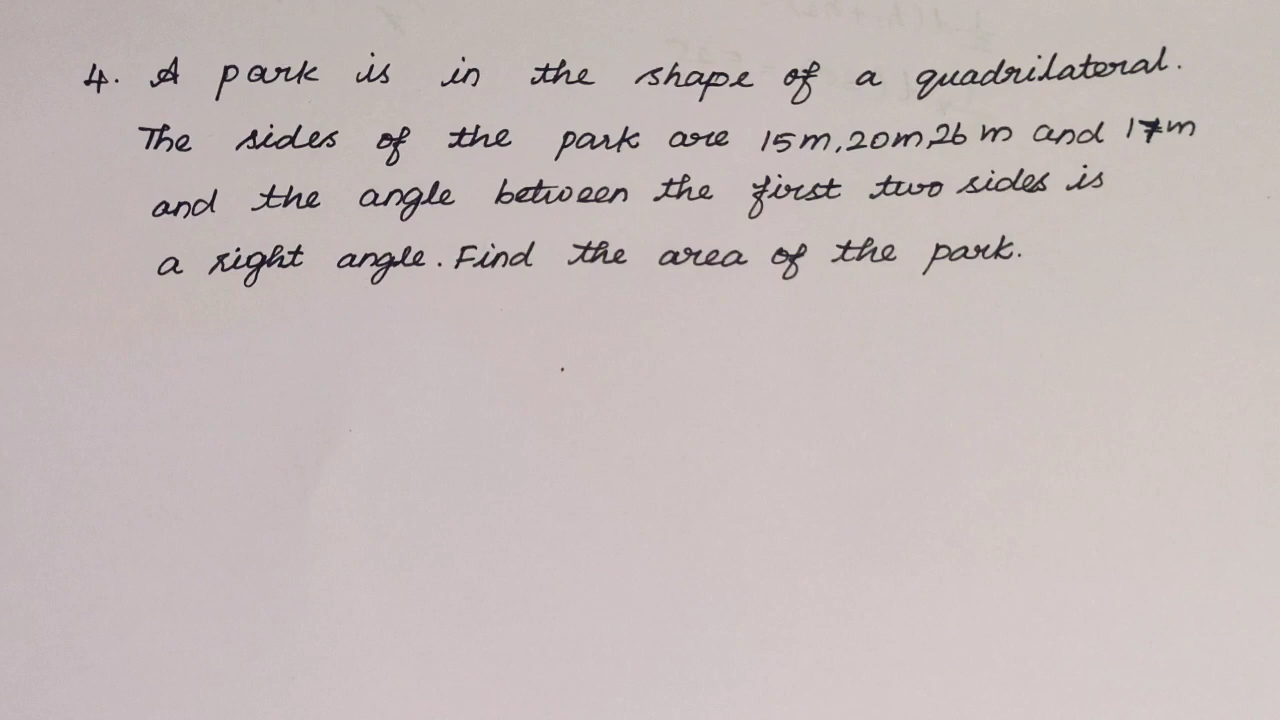 4. A park is in the shape of a quadrilateral.
The sides of the park are 15m, 20m, 26 m and 17m
and the angle between the first two sides is
a right angle. Find the area of the park.